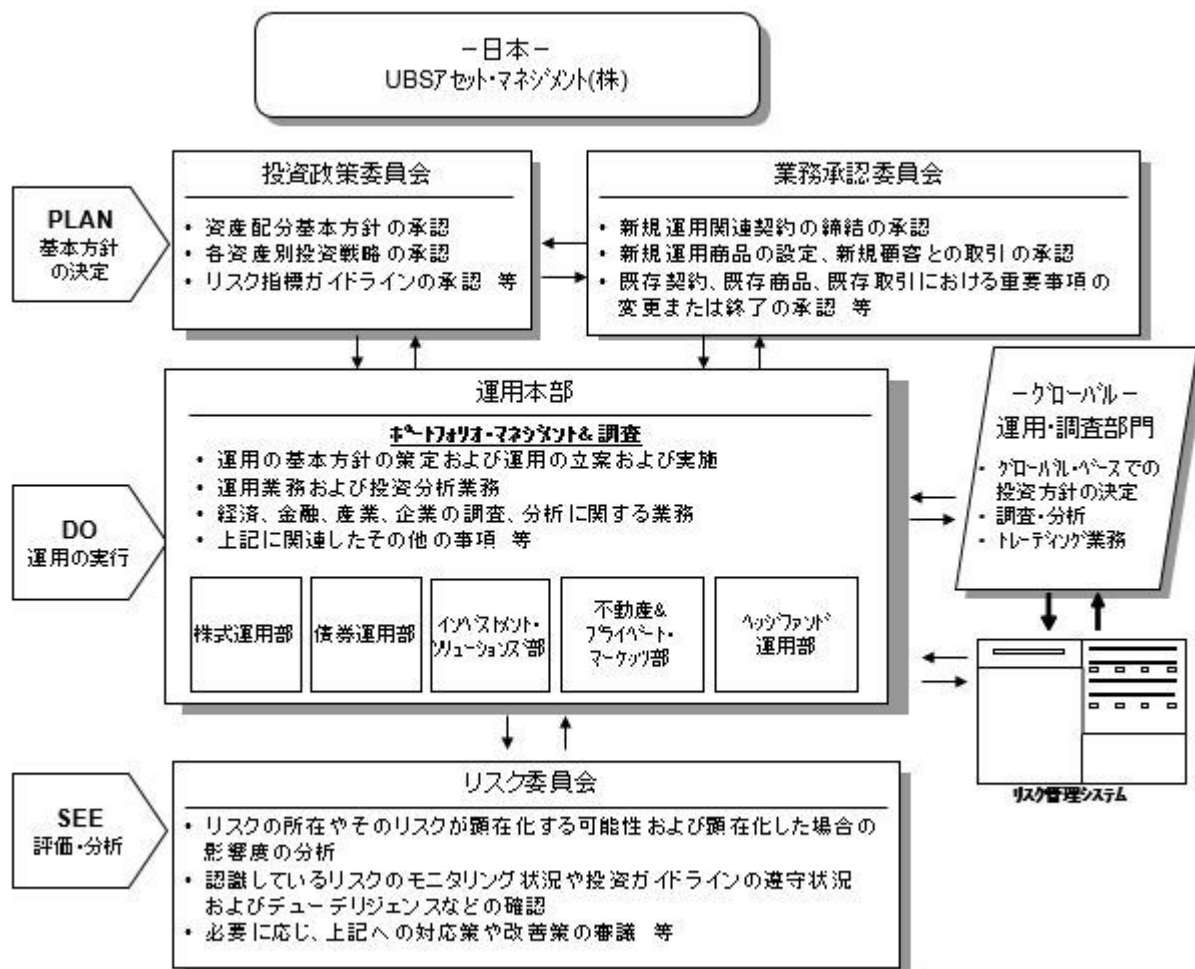 －日本－
UBSアセット・マネジメント(株)
PLAN
基本方針
の決定
投資政策委員会
・ 資産配分基本方針の承認
・ 各資産別投資戦略の承認
・ リスク指標ガイドラインの承認 等
業務承認委員会
・ 新規運用関連契約の締結の承認
・ 新規運用商品の設定、新規顧客との取引の承認
・ 既存契約、既存商品、既存取引における重要事項の
変更または終了の承認 等
DO
運用の実行
運用本部
ﾎﾟｰﾄﾌｫﾘｵ・ﾏﾈｼﾞﾒﾝﾄ& 調査
・ 運用の基本方針の策定および運用の立案および実施
・ 運用業務および投資分析業務
・ 経済、金融、産業、企業の調査、分析に関する業務
・ 上記に関連したその他の事項 等
株式運用部
債券運用部
ｲﾝﾍﾞｽﾄﾒﾝﾄ・
ｿﾘｭｰｼｮﾝｽﾞ部
不動産&
ﾌﾟﾗｲﾍﾞｰﾄ・
ﾏｰｹｯﾂ部
ﾍｯｼﾞﾌｧﾝﾄﾞ
運用部
－ｸﾞﾛｰﾊﾞﾙ－
運用・調査部門
・ ｸﾞﾛｰﾊﾞﾙ・ﾍﾞｰｽでの
投資方針の決定
・ 調査・分析
・ ﾄﾚｰﾃﾞｨﾝｸﾞ業務
ﾘｽｸ管理ｼｽﾃﾑ
SEE
評価・分析
リスク委員会
・ リスクの所在やそのリスクが顕在化する可能性および顕在化した場合の
影響度の分析
・ 認識しているリスクのモニタリング状況や投資ガイドラインの遵守状況
およびデューデリジェンスなどの確認
・ 必要に応じ、上記への対応策や改善策の審議 等